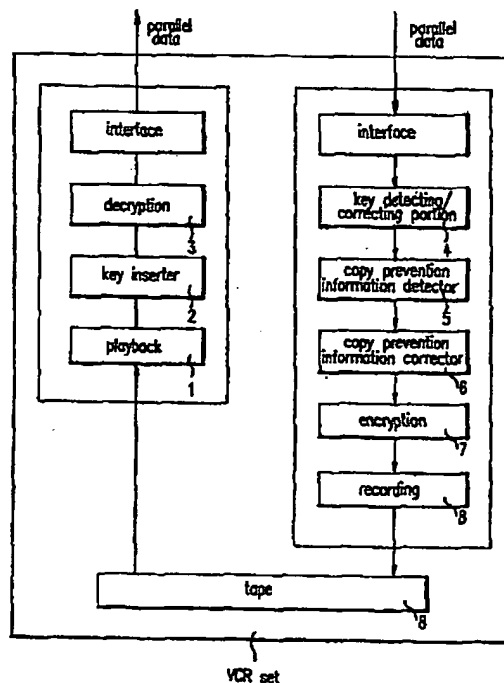 parallel
data
interface
decryption
3
key inserter
2
playback
1
parallel
data
interface
key detecting/
correcting portion
4
copy prevention
information detector
5
copy prevention
information corrector
6
encryption
7
recording
8
tape
8
VCR set